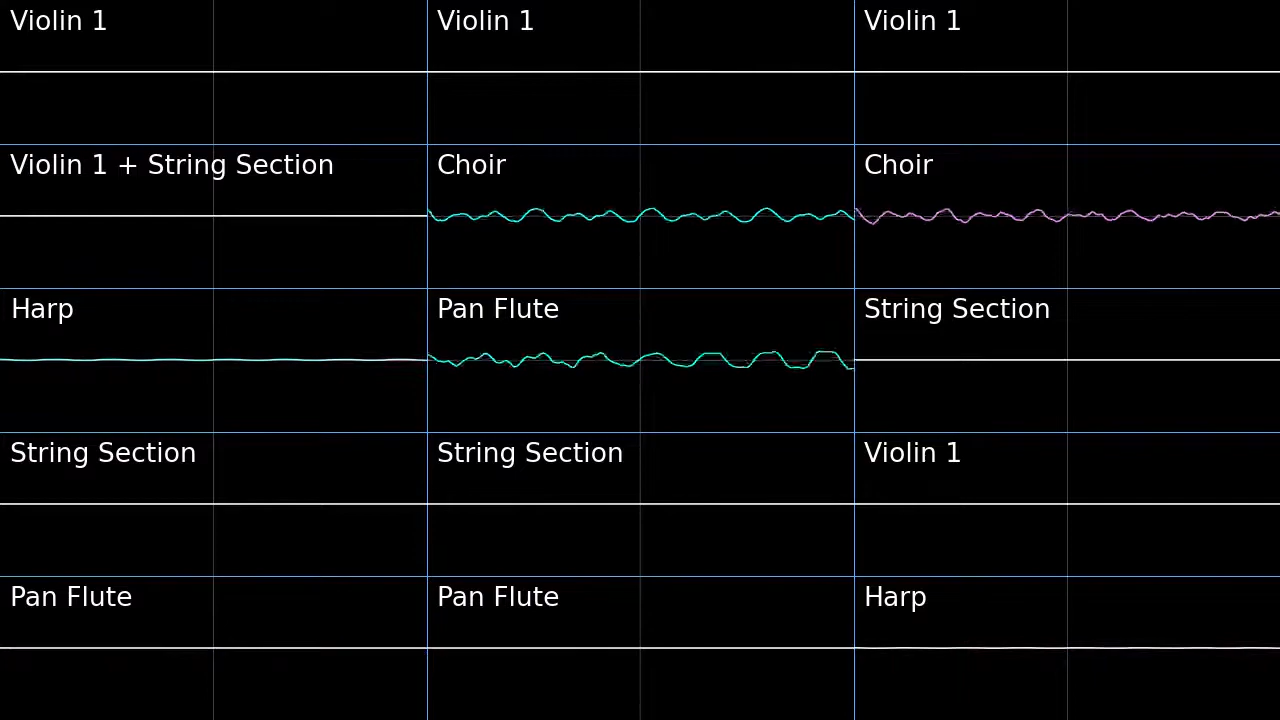 Violin 1
Violin 1
Violin 1
Violin 1 + String Section
Choir
Choir
Harp
Pan Flute
String Section
String Section
String Section
Violin 1
Pan Flute
Pan Flute
Harp